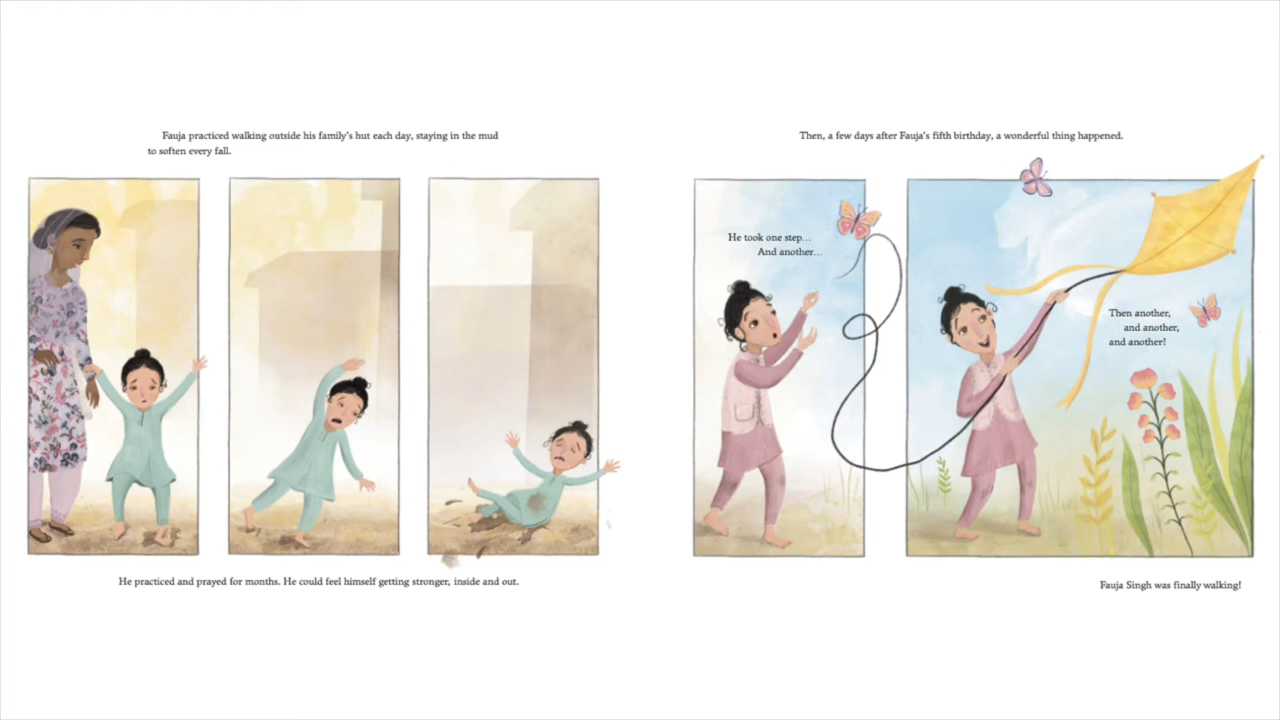 Fauja practiced walking outside his family's hut each day, staying in the mud
to soften every fall.
He practiced and prayed for months. He could feel himself getting stronger, inside and out.
Then, a few days after Fauja's fifth birthday, a wonderful thing happened.
He took one step...
And another...
Then another,
and another,
and another!
Fauja Singh was finally walking!